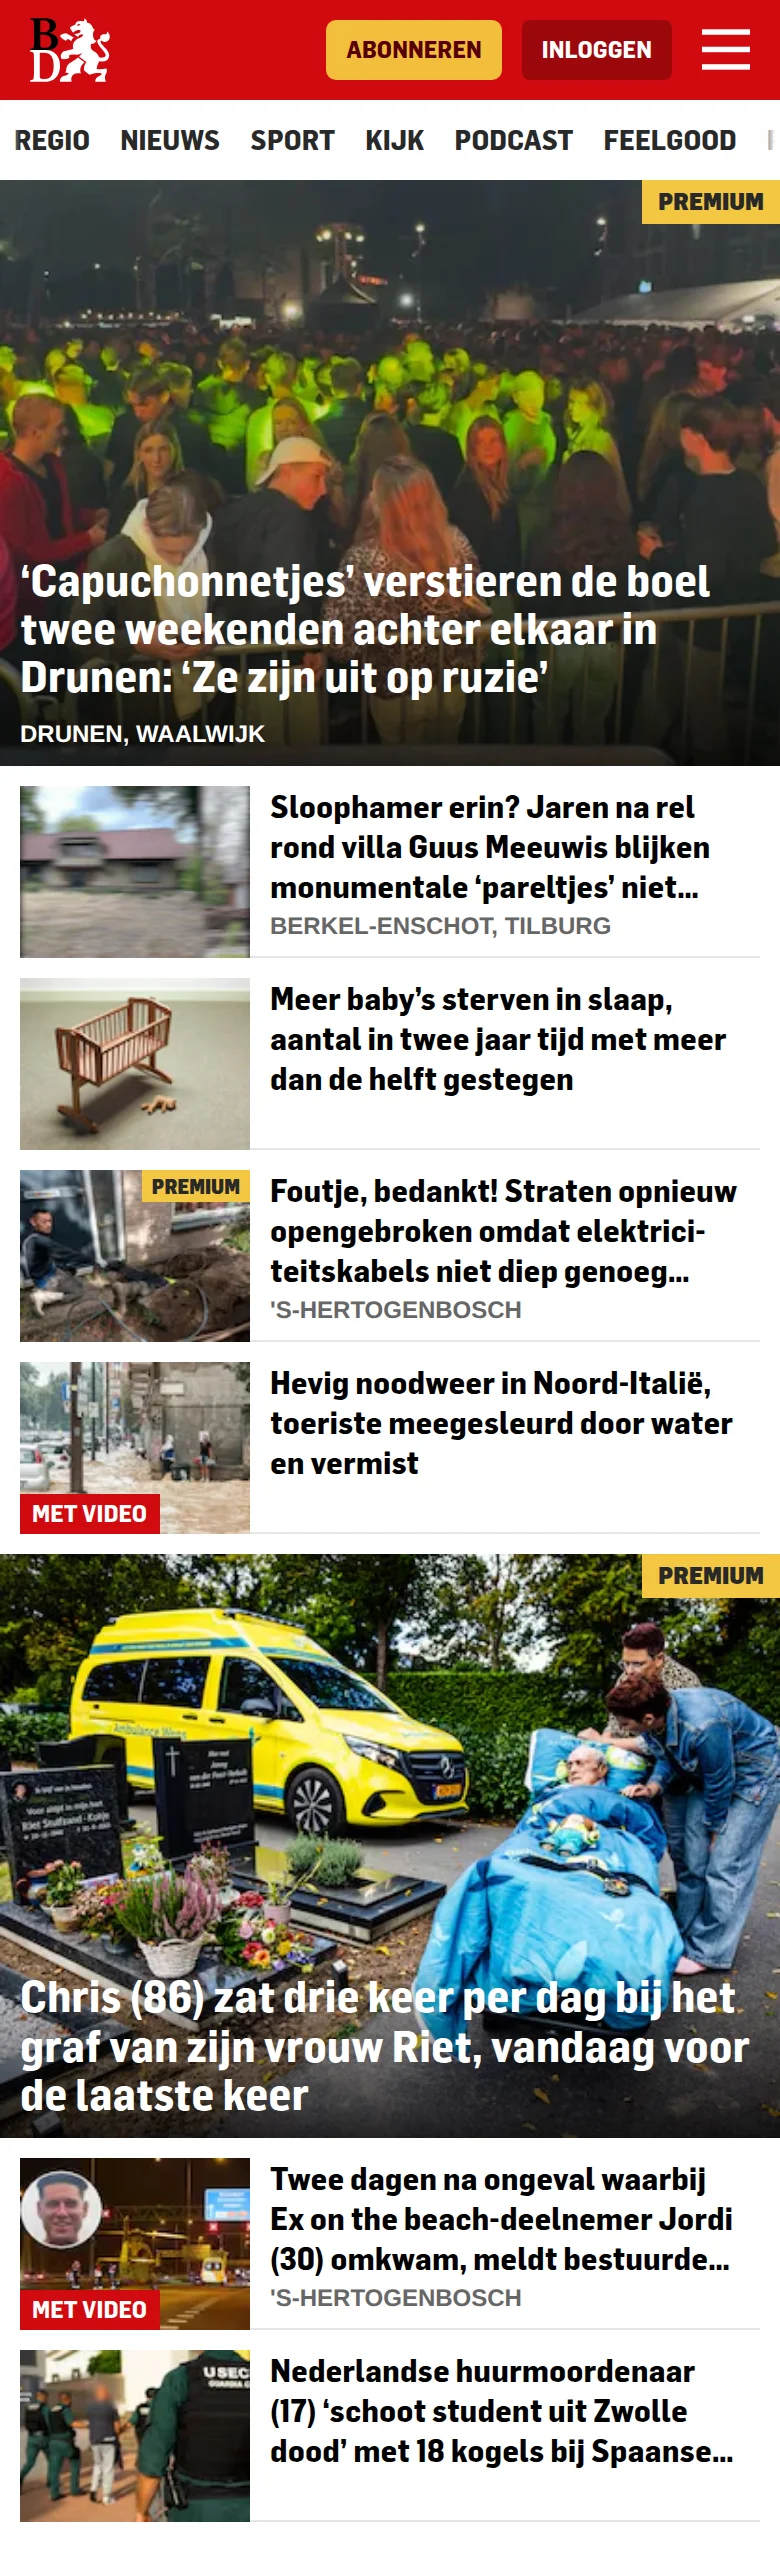 BD
ABONNEREN
INLOGGEN
REGIO NIEUWS SPORT KIJK PODCAST FEELGOOD
PREMIUM
‘Capuchonnetjes’ verstieren de boel
twee weekenden achter elkaar in
Drunen: ‘Ze zijn uit op ruzie’
DRUNEN, WAALWIJK
Sloophamer erin? Jaren na rel
rond villa Guus Meeuwis blijken
monumentale ‘pareltjes’ niet...
BERKEL-ENSCHOT, TILBURG
Meer baby’s sterven in slaap,
aantal in twee jaar tijd met meer
dan de helft gestegen
PREMIUM
Foutje, bedankt! Straten opnieuw
opengebroken omdat elektrici-
teitskabels niet diep genoeg...
'S-HERTOGENBOSCH
MET VIDEO
Hevig noodweer in Noord-Italië,
toeriste meegesleurd door water
en vermist
PREMIUM
Ambulance Wens
Chris (86) zat drie keer per dag bij het
graf van zijn vrouw Riet, vandaag voor
de laatste keer
MET VIDEO
Twee dagen na ongeval waarbij
Ex on the beach-deelnemer Jordi
(30) omkwam, meldt bestuurde...
'S-HERTOGENBOSCH
USEC
Nederlandse huurmoordenaar
(17) ‘schoot student uit Zwolle
dood’ met 18 kogels bij Spaanse...